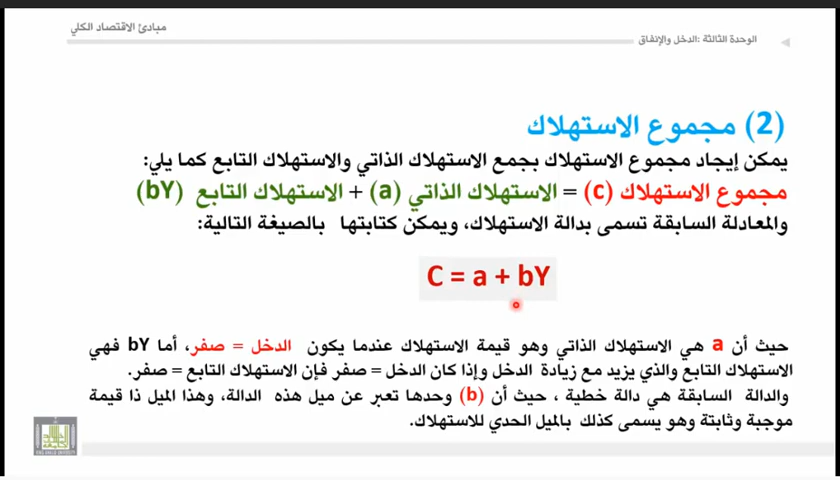 مبادئ الاقتصاد الكلي
الوحدة الثالثة :الدخل والإنفاق
(2) مجموع الاستهلاك
يمكن إيجاد مجموع الاستهلاك بجمع الاستهلاك الذاتي والاستهلاك التابع كما يلي:
مجموع الاستهلاك (c) = الاستهلاك الذاتي (a) + الاستهلاك التابع (bY)
والمعادلة السابقة تسمى بدالة الاستهلاك، ويمكن كتابتها بالصيغة التالية:
C = a + bY
حيث أن a هي الاستهلاك الذاتي وهو قيمة الاستهلاك عندما يكون الدخل = صفر، أما bY فهي
الاستهلاك التابع والذي يزيد مع زيادة الدخل وإذا كان الدخل = صفر فإن الاستهلاك التابع = صفر.
والدالة السابقة هي دالة خطية ، حيث أن (b) وحدها تعبر عن ميل هذه الدالة، وهذا الميل ذا قيمة
موجبة وثابتة وهو يسمى كذلك بالميل الحدي للاستهلاك.